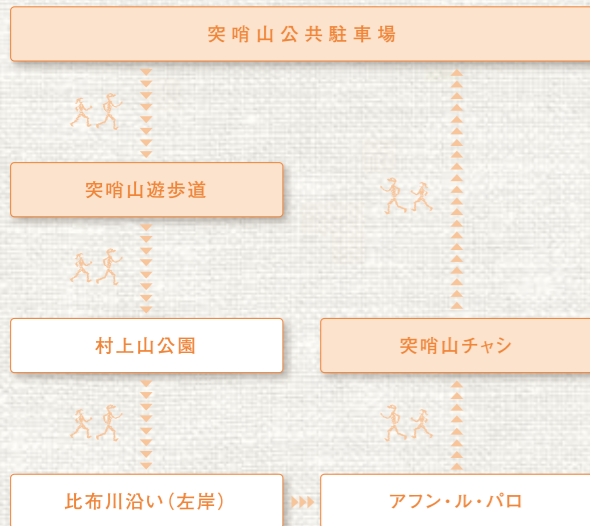 突哨山公共駐車場
突哨山遊歩道
村上山公園
突哨山チャシ
比布川沿い(左岸)
アフン・ル・パロ